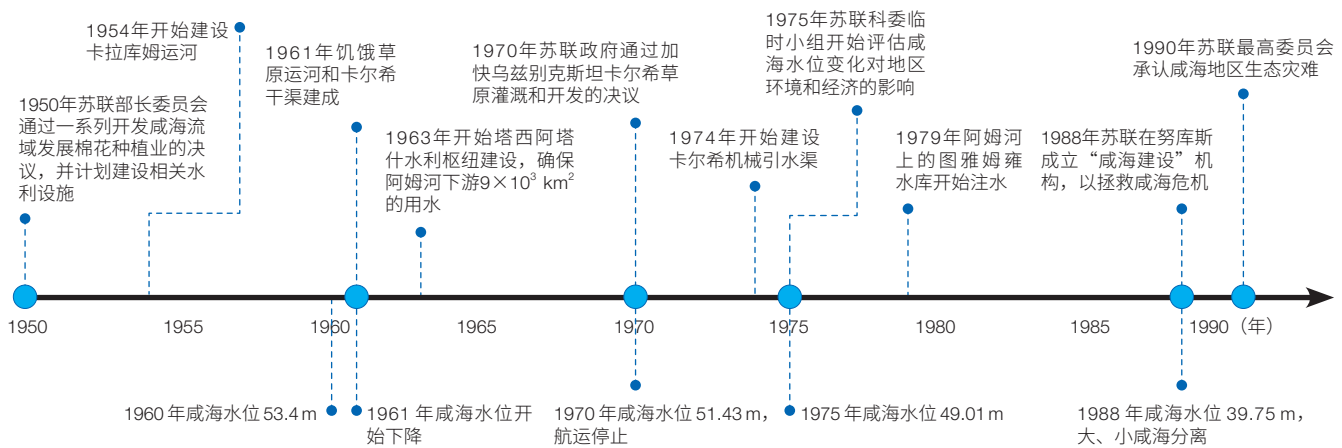 1954年开始建设
卡拉库姆运河
1950年苏联部长委员会
通过一系列开发咸海流
域发展棉花种植业的决
议，并计划建设相关水
利设施
1961年饥饿草
原运河和卡尔希
干渠建成
1963年开始塔西阿塔
什水利枢纽建设，确保
阿姆河下游9×10³ km²
的用水
1970年苏联政府通过加
快乌兹别克斯坦卡尔希草
原灌溉和开发的决议
1974年开始建设
卡尔希机械引水渠
1975年苏联科委临
时小组开始评估咸
海水位变化对地区
环境和经济的影响
1979年阿姆河
上的图雅姆雍
水库开始注水
1988年苏联在努库斯
成立“咸海建设”机
构，以拯救咸海危机
1990年苏联最高委员会
承认咸海地区生态灾难
1950 1955 1960 1965 1970 1975 1980 1985 1990（年）
1960年咸海水位53.4 m
1961 年咸海水位开
始下降
1970年咸海水位51.43 m，
航运停止
1975年咸海水位49.01 m
1988 年咸海水位 39.75 m，
大、小咸海分离